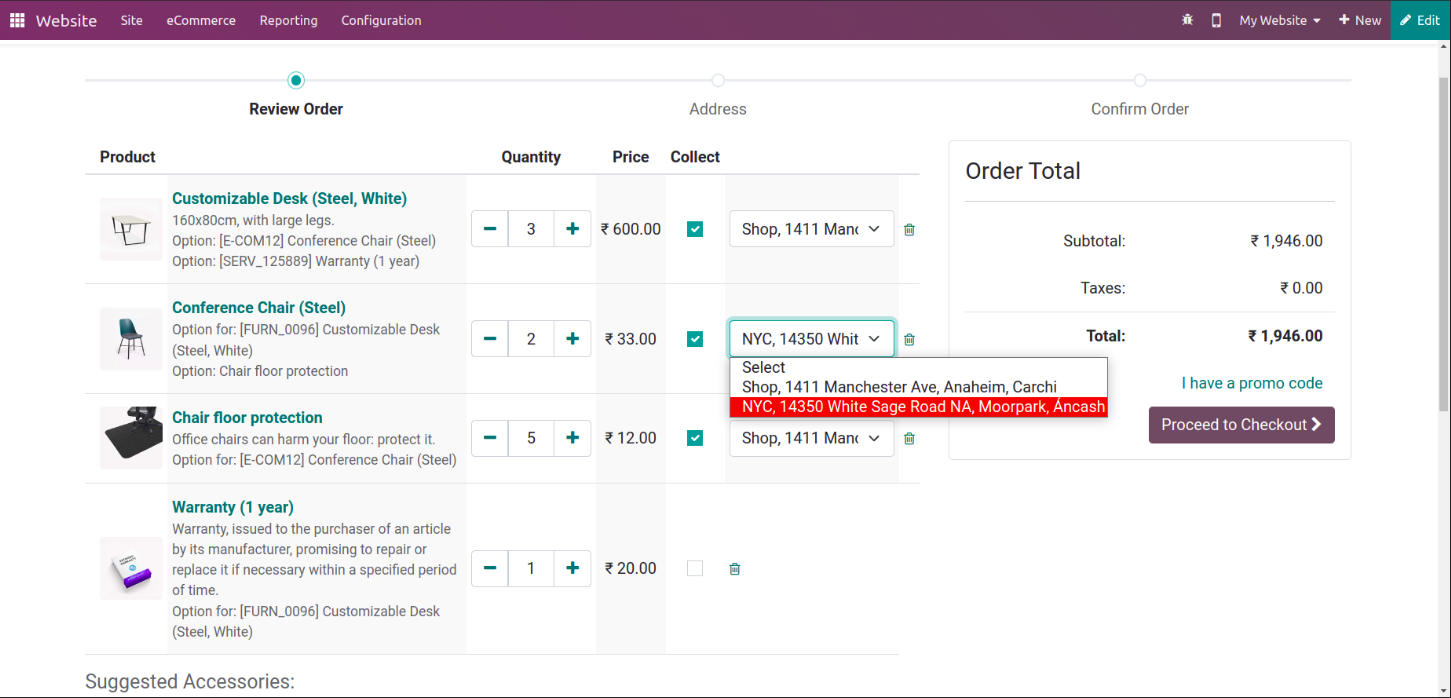 Website Site eCommerce Reporting Configuration My Website New Edit
Review Order Address Confirm Order
Product Quantity Price Collect
Customizable Desk (Steel, White)
160x80cm, with large legs.
Option: [E-COM12] Conference Chair (Steel)
Option: [SERV_125889] Warranty (1 year)
3 ₹ 600.00 Shop, 1411 Manc
Conference Chair (Steel)
Option for: [FURN_0096] Customizable Desk
(Steel, White)
Option: Chair floor protection
2 ₹ 33.00 NYC, 14350 Whit
Select
Shop, 1411 Manchester Ave, Anaheim, Carchi
NYC, 14350 White Sage Road NA, Moorpark, Áncash
Chair floor protection
Office chairs can harm your floor: protect it.
Option for: [E-COM12] Conference Chair (Steel)
5 ₹ 12.00 Shop, 1411 Manc
Warranty (1 year)
Warranty, issued to the purchaser of an article
by its manufacturer, promising to repair or
replace it if necessary within a specified period
of time.
Option for: [FURN_0096] Customizable Desk
(Steel, White)
1 ₹ 20.00
Suggested Accessories:
Order Total
Subtotal: ₹ 1,946.00
Taxes: ₹ 0.00
Total: ₹ 1,946.00
I have a promo code
Proceed to Checkout